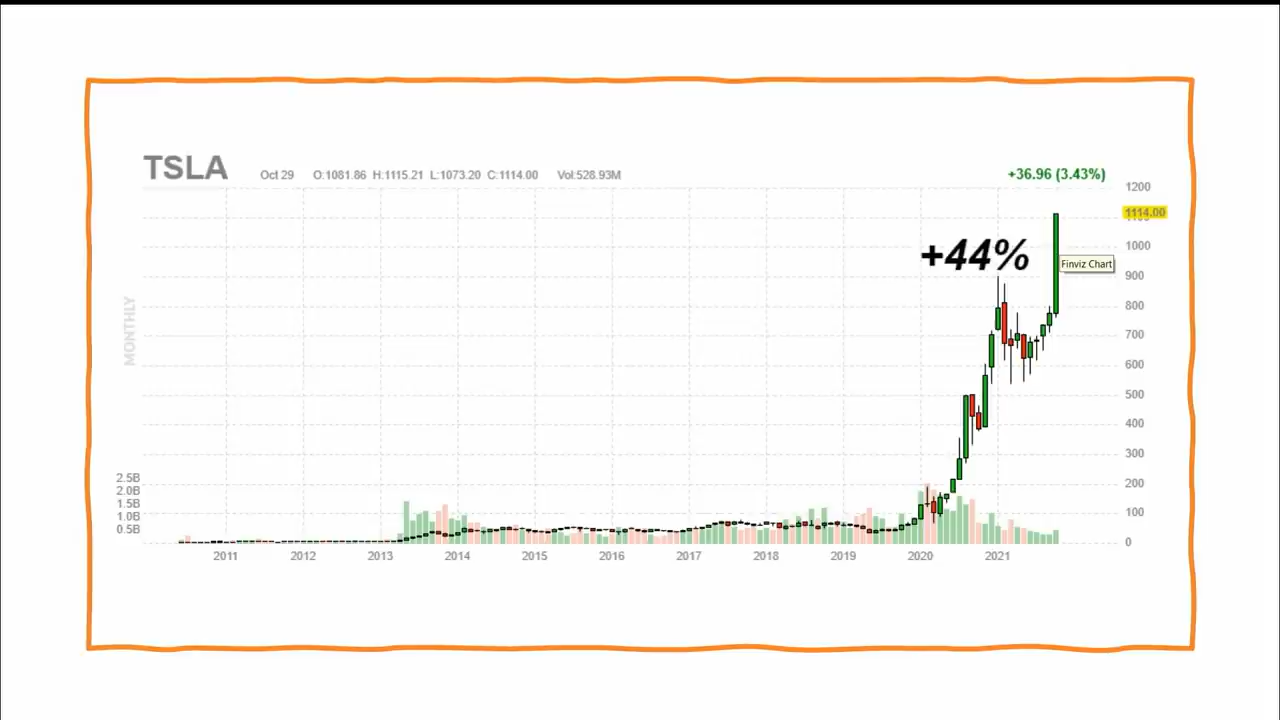 TSLA Oct 29 O:1081.86 H:1115.21 L:1073.20 C:1114.00 Vol:528.93M +36.96 (3.43%)
1200
1114.00
+44%
1000
Finviz Chart
900
MONTHLY
800
700
600
500
400
300
2.5B
200
2.0B
1.5B
1.0B
100
0.5B
0
2011 2012 2013 2014 2015 2016 2017 2018 2019 2020 2021